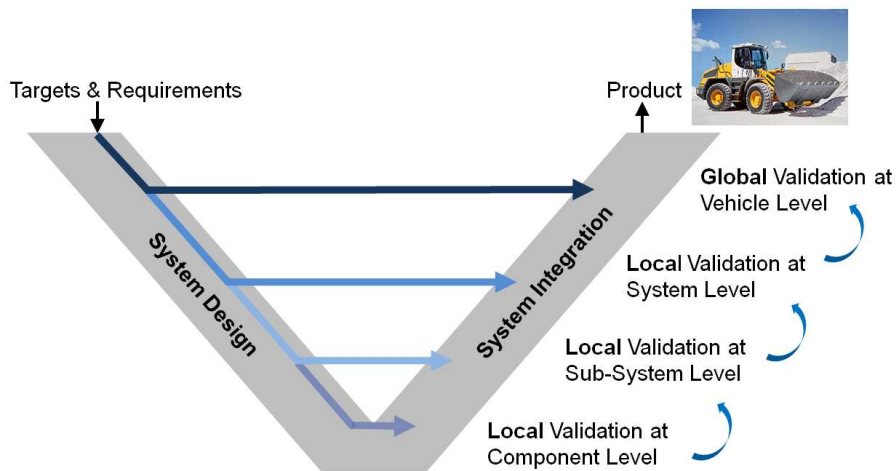 Targets & Requirements
Product
System Design
System Integration
Global Validation at
Vehicle Level
Local Validation at
System Level
Local Validation at
Sub-System Level
Local Validation at
Component Level